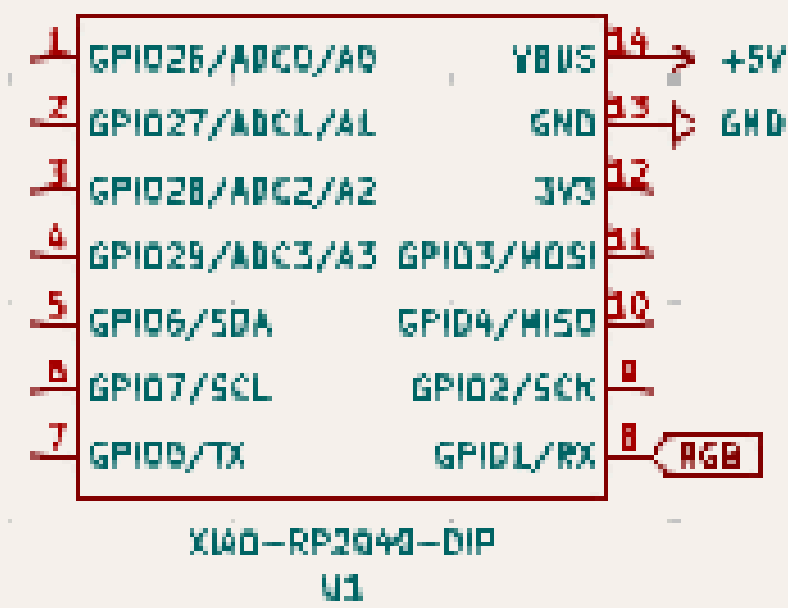 1 GPIO26/ADC0/A0 VBUS 14 +5V
2 GPIO27/ADC1/A1 GND 13 GND
3 GPIO28/ADC2/A2 3V3 12
4 GPIO29/ADC3/A3 GPIO3/MOSI 11
5 GPIO6/SDA GPIO4/MISO 10
6 GPIO7/SCL GPIO2/SCK 9
7 GPIO0/TX GPIO1/RX 8 RGB
XIAO-RP2040-DIP
U1